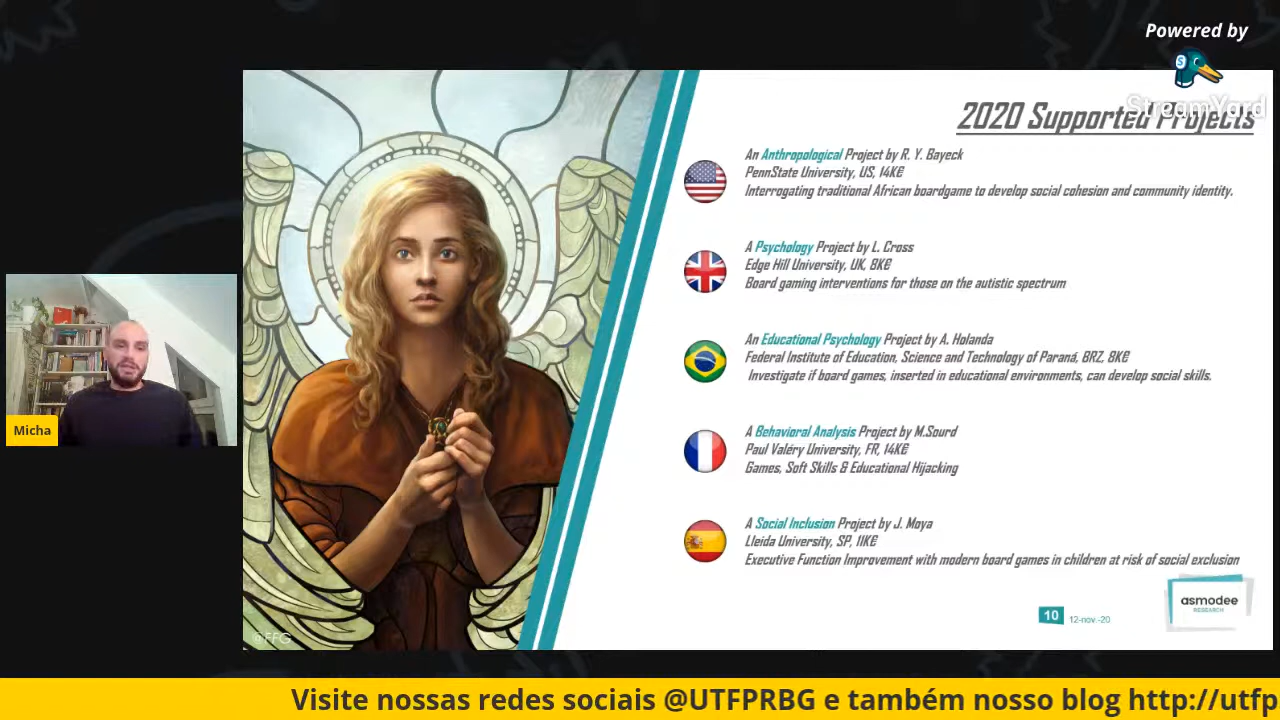 Powered by
StreamYard
2020 Supported Projects
An Anthropological Project by R. Y. Bayeck
PennState University, US, 14K€
Interrogating traditional African boardgame to develop social cohesion and community identity.
A Psychology Project by L. Cross
Edge Hill University, UK, 8K€
Board gaming interventions for those on the autistic spectrum
An Educational Psychology Project by A. Holanda
Federal Institute of Education, Science and Technology of Paraná, BRZ, 8K€
Investigate if board games, inserted in educational environments, can develop social skills.
A Behavioral Analysis Project by M.Sourd
Paul Valéry University, FR, 14K€
Games, Soft Skills & Educational Hijacking
A Social Inclusion Project by J. Moya
Lleida University, SP, 11K€
Executive Function Improvement with modern board games in children at risk of social exclusion
Micha
©FFG
10
12-nov.-20
asmodee
RESEARCH
Visite nossas redes sociais @UTFPRBG e também nosso blog http://utfp